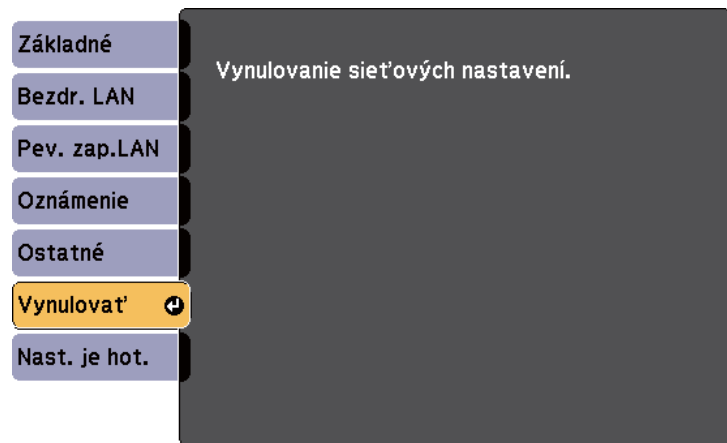 Základné
Bezdr. LAN
Pev. zap.LAN
Oznámenie
Ostatné
Vynulovať
Nast. je hot.
Vynulovanie sieťových nastavení.